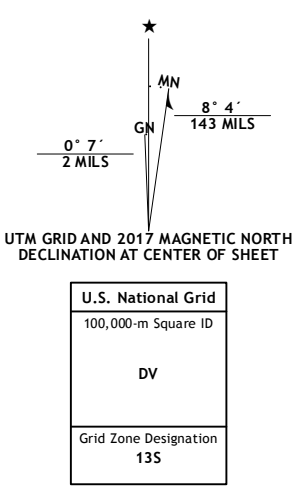 ★
MN
8° 4´
143 MILS
GN
0° 7´
2 MILS
UTM GRID AND 2017 MAGNETIC NORTH
DECLINATION AT CENTER OF SHEET
U.S. National Grid
100,000-m Square ID
DV
Grid Zone Designation
13S